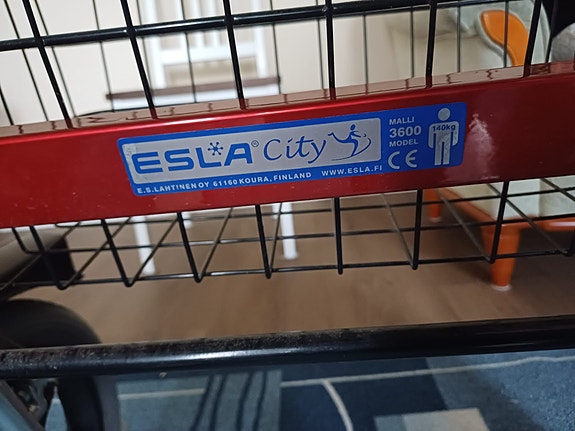 ESLA® City
E.S.LAHTINEN OY 61160 KOURA, FINLAND WWW.ESLA.FI
MALLI
3600
MODEL
CE
140kg